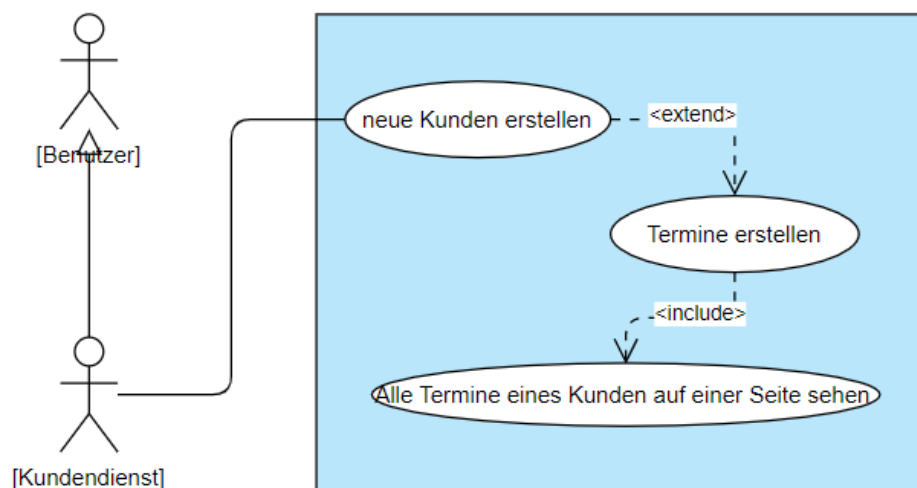 neue Kunden erstellen
<extend>
[Benutzer]
Termine erstellen
<include>
Alle Termine eines Kunden auf einer Seite sehen
[Kundendienst]